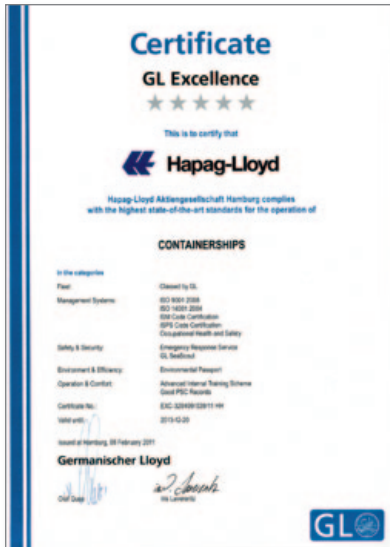 Certificate
GL Excellence
This is to certify that
Hapag-Lloyd
Hapag-Lloyd Aktiengesellschaft Hamburg complies
with the highest state-of-the-art standards for the operation of
CONTAINERSHIPS
In the categories
Fleet: Classed by GL
Management Systems: ISO 9001:2008
ISO 14001:2004
ISM Code Certification
ISPS Code Certification
Occupational Health and Safety
Safety & Security: Emergency Response Service
GL SeaScout
Environment & Efficiency: Environmental Passport
Operation & Comfort: Advanced Internal Training Scheme
Good PSC Records
Certificate No.:
Valid until:
Issued at Hamburg, 09 February 2011
Germanischer Lloyd
Olaf
GL